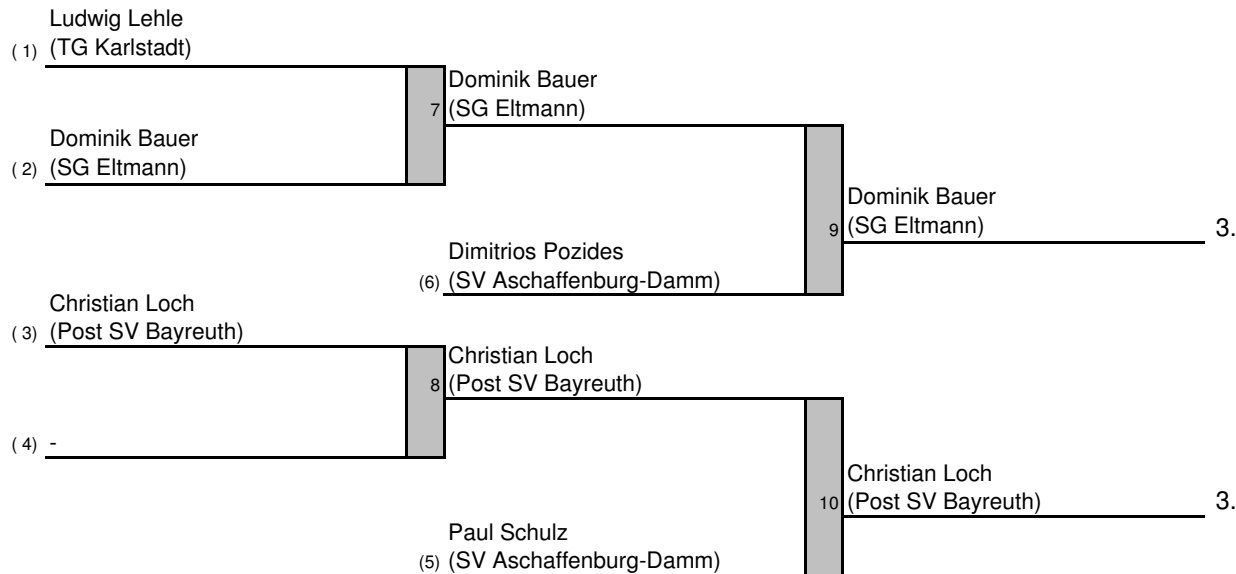 Ludwig Lehle
( 1) (TG Karlstadt)
Dominik Bauer
7 (SG Eltmann)
Dominik Bauer
( 2) (SG Eltmann)
Dominik Bauer
9 (SG Eltmann) 3.
Dimitrios Pozides
(6) (SV Aschaffenburg-Damm)
Christian Loch
( 3) (Post SV Bayreuth)
Christian Loch
8 (Post SV Bayreuth)
( 4) -
Christian Loch
10 (Post SV Bayreuth) 3.
Paul Schulz
(5) (SV Aschaffenburg-Damm)